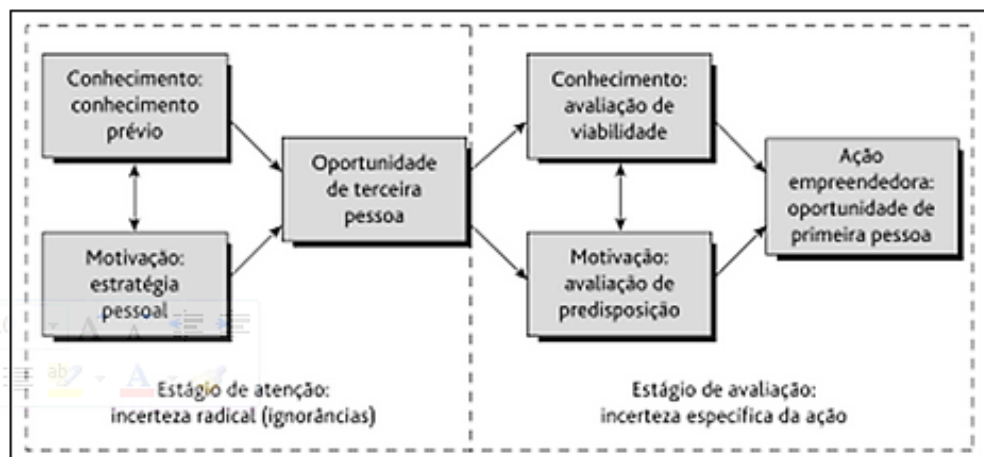 Conhecimento:
conhecimento
prévio
Motivação:
estratégia
pessoal
Oportunidade
de terceira
pessoa
Estágio de atenção:
incerteza radical (ignorâncias)
Conhecimento:
avaliação de
viabilidade
Motivação:
avaliação de
predisposição
Ação
empreendedora:
oportunidade de
primeira pessoa
Estágio de avaliação:
incerteza específica da ação